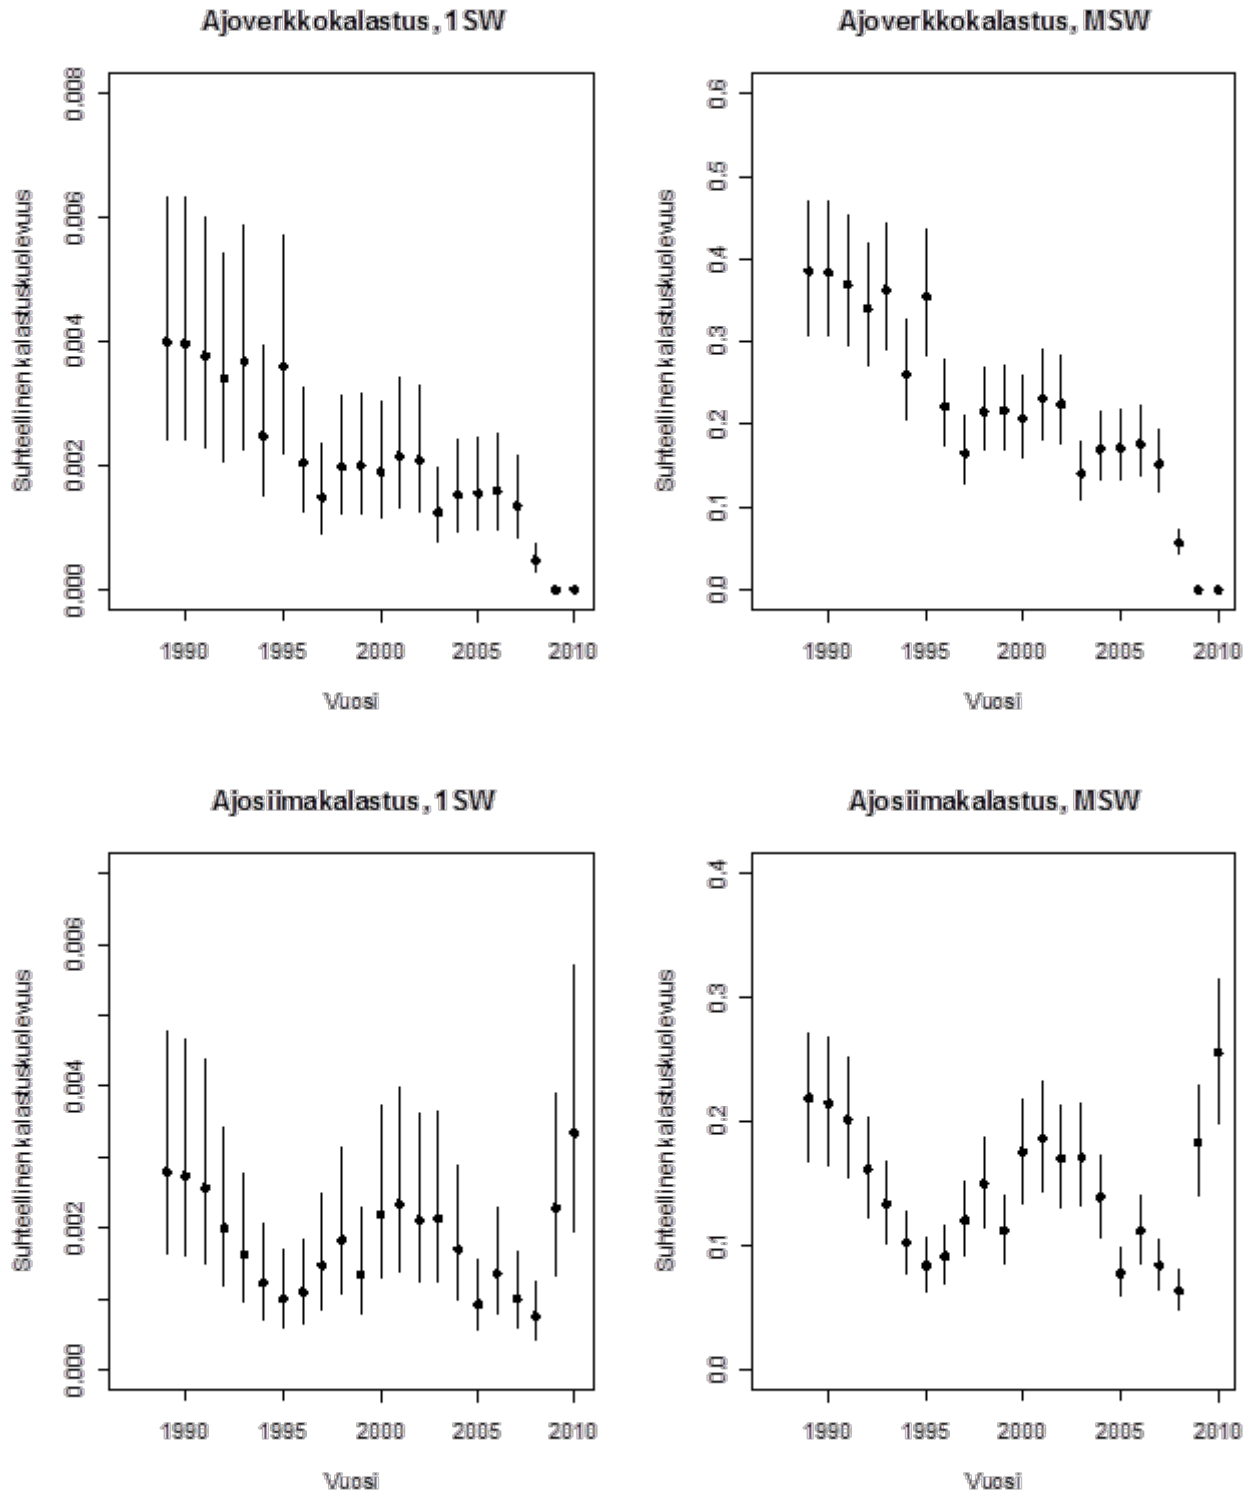 Ajoverkkokalastus, 1SW
Suhteellinen kalastuskuolevuus
0.008
0.006
0.004
0.002
0.000
1990 1995 2000 2005 2010
Vuosi
Ajoverkkokalastus, MSW
Suhteellinen kalastuskuolevuus
0.6
0.5
0.4
0.3
0.2
0.1
0.0
1990 1995 2000 2005 2010
Vuosi
Ajosiimakalastus, 1SW
Suhteellinen kalastuskuolevuus
0.006
0.004
0.002
0.000
1990 1995 2000 2005 2010
Vuosi
Ajosiimakalastus, MSW
Suhteellinen kalastuskuolevuus
0.4
0.3
0.2
0.1
0.0
1990 1995 2000 2005 2010
Vuosi